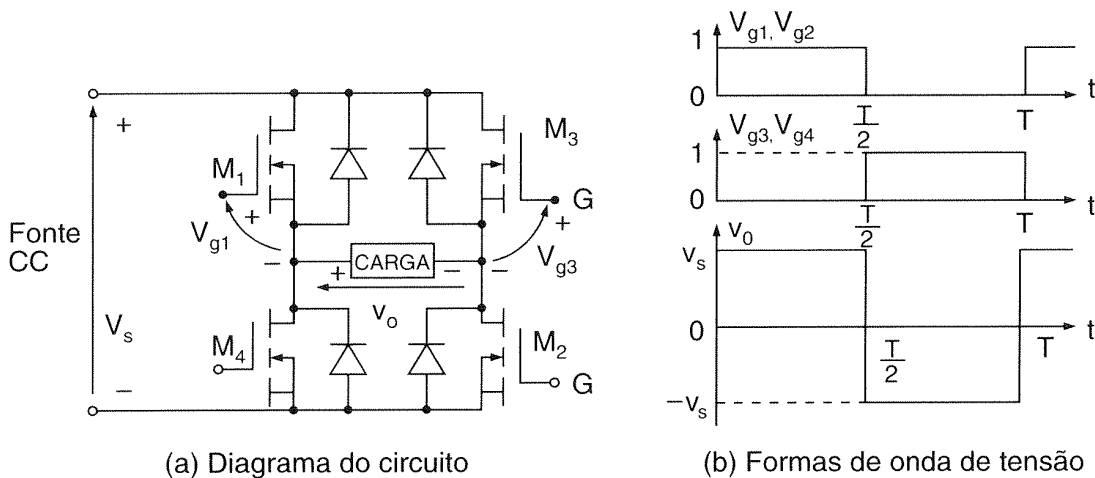 Fonte
CC
+
V_s
–
M_1
+
V_g1
–
M_3
G
+
V_g3
–
+ CARGA –
v_o
M_4
M_2
G
(a) Diagrama do circuito
V_g1, V_g2
1
0
T/2
T
t
V_g3, V_g4
1
0
T/2
T
t
v_0
v_s
0
T/2
T
t
–v_s
(b) Formas de onda de tensão